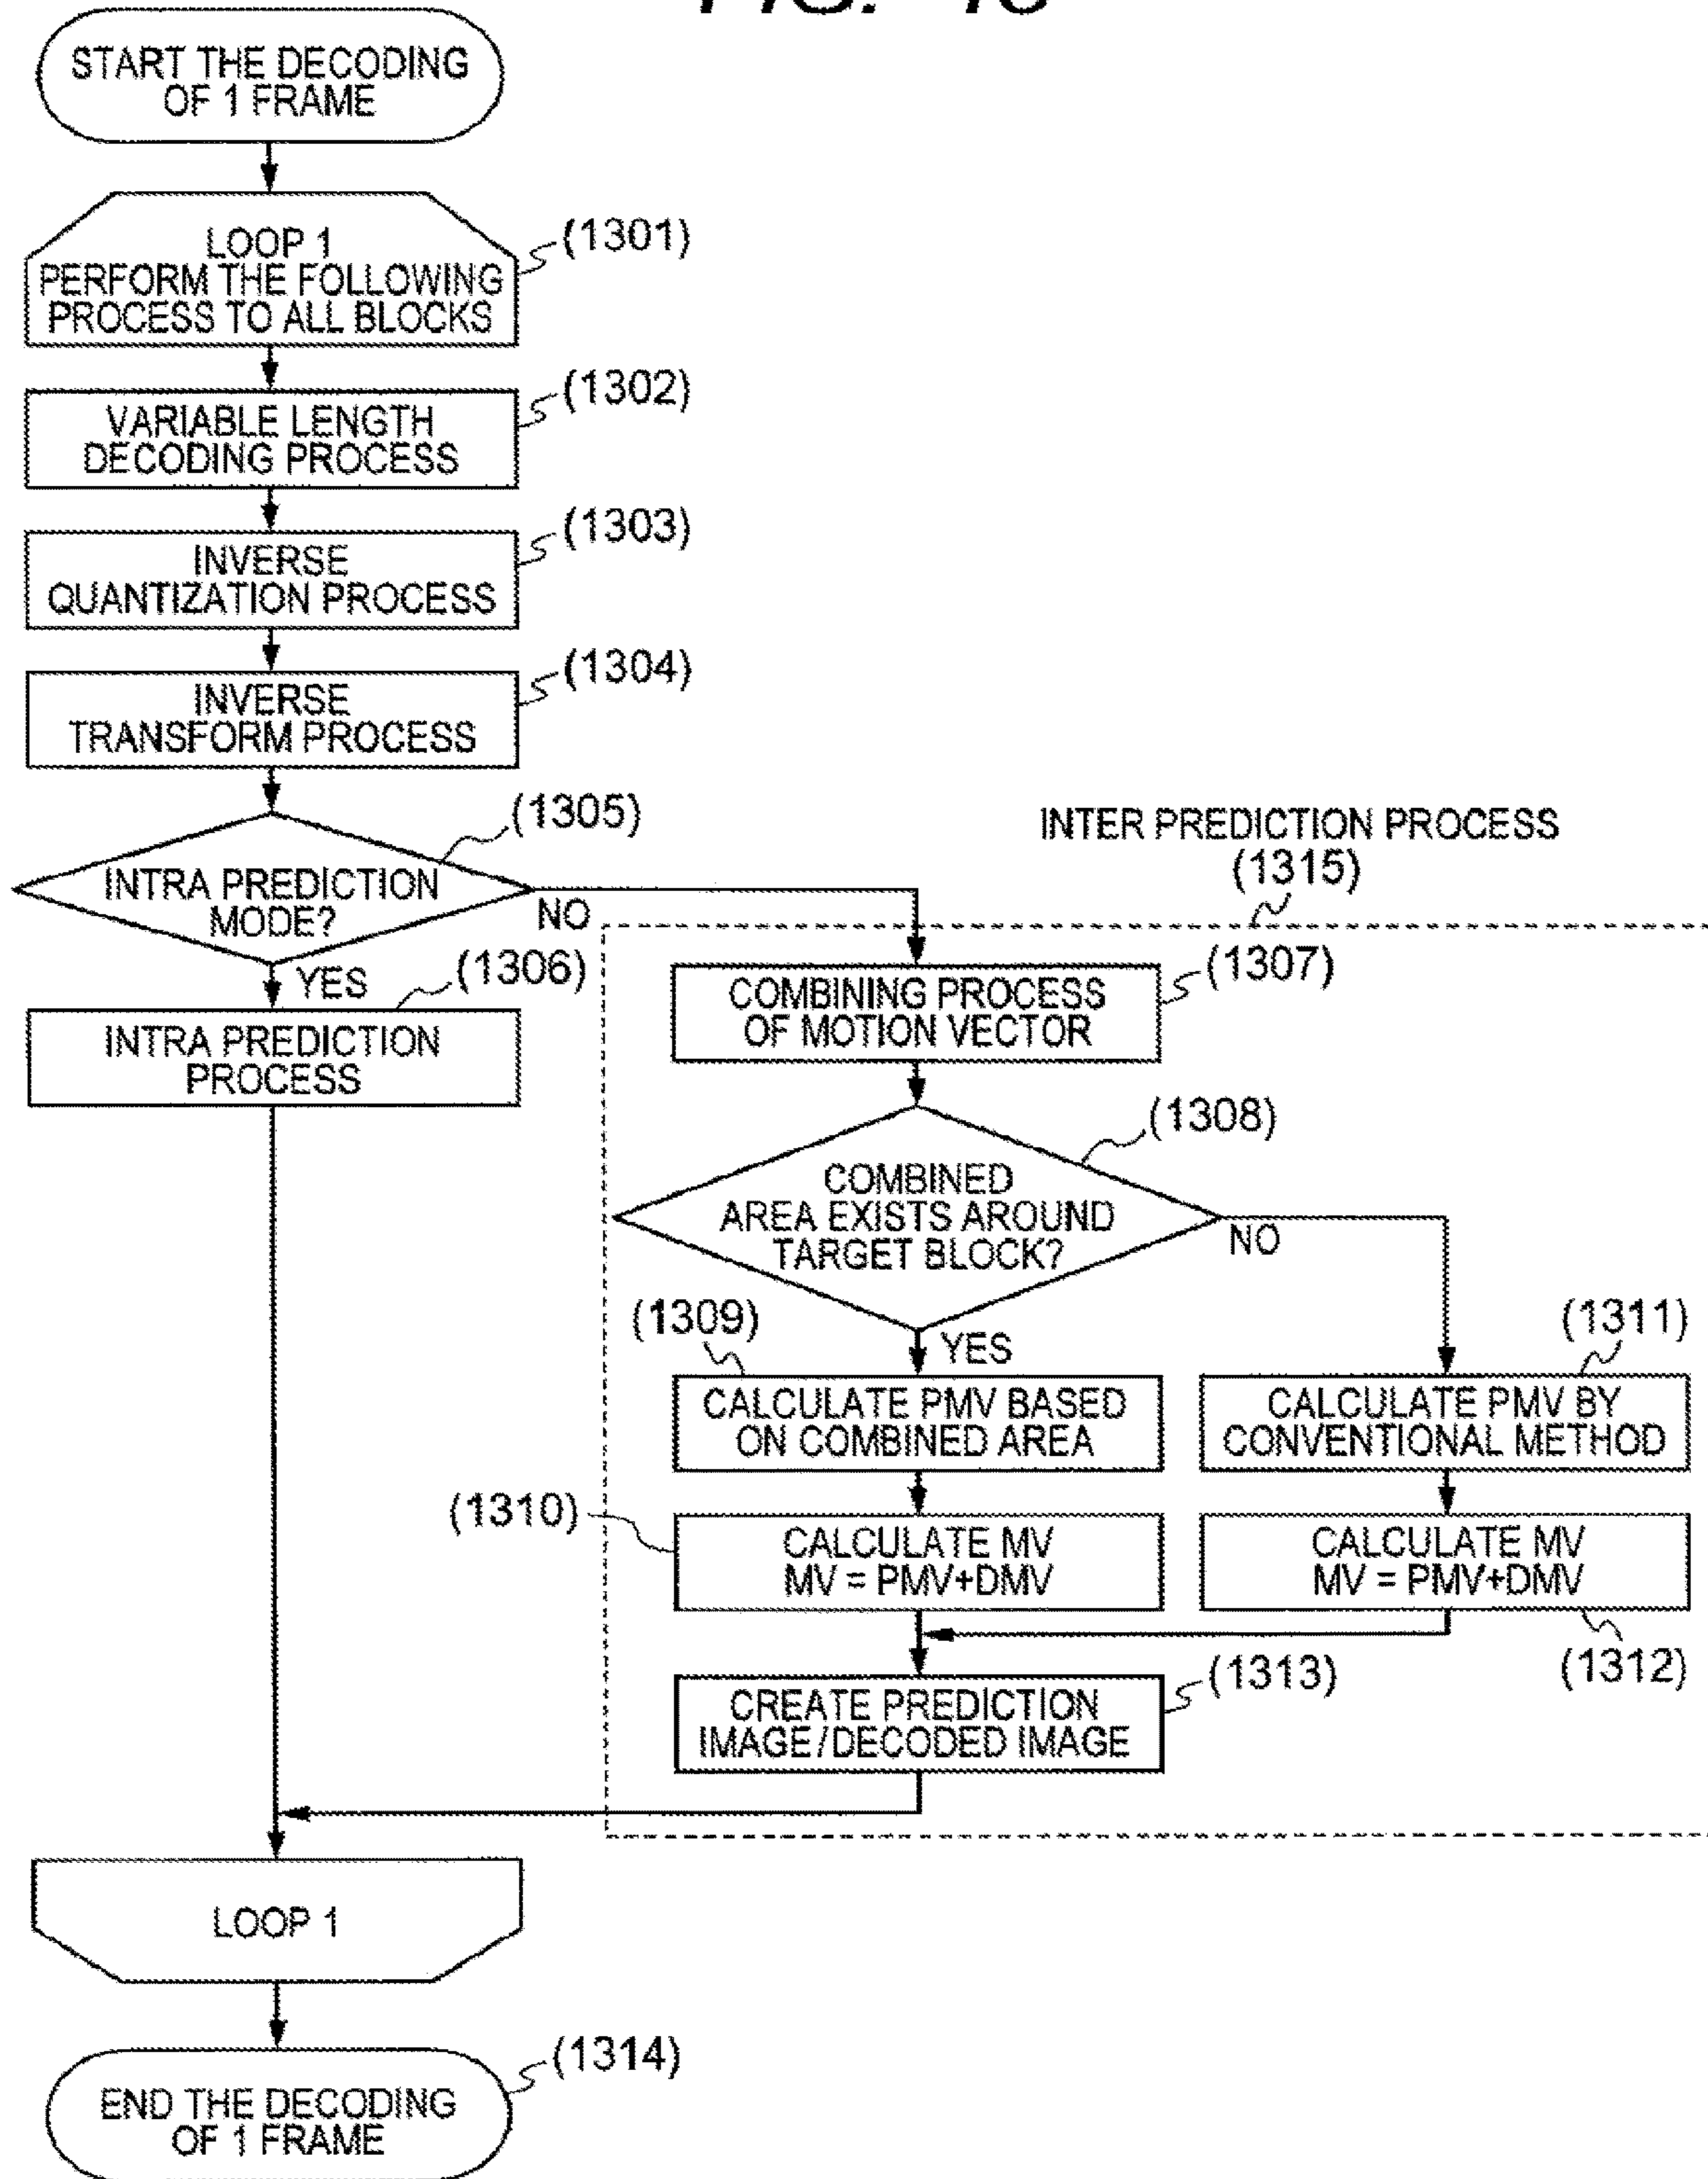 START THE DECODING
OF 1 FRAME
LOOP 1
PERFORM THE FOLLOWING
PROCESS TO ALL BLOCKS
(1301)
VARIABLE LENGTH
DECODING PROCESS
(1302)
INVERSE
QUANTIZATION PROCESS
(1303)
INVERSE
TRANSFORM PROCESS
(1304)
INTRA PREDICTION
MODE?
(1305)
NO
YES
INTRA PREDICTION
PROCESS
(1306)
INTER PREDICTION PROCESS
(1315)
COMBINING PROCESS
OF MOTION VECTOR
(1307)
COMBINED
AREA EXISTS AROUND
TARGET BLOCK?
(1308)
NO
YES
(1309)
CALCULATE PMV BASED
ON COMBINED AREA
(1311)
CALCULATE PMV BY
CONVENTIONAL METHOD
(1310)
CALCULATE MV
MV = PMV+DMV
CALCULATE MV
MV = PMV+DMV
(1312)
CREATE PREDICTION
IMAGE/DECODED IMAGE
(1313)
LOOP 1
END THE DECODING
OF 1 FRAME
(1314)